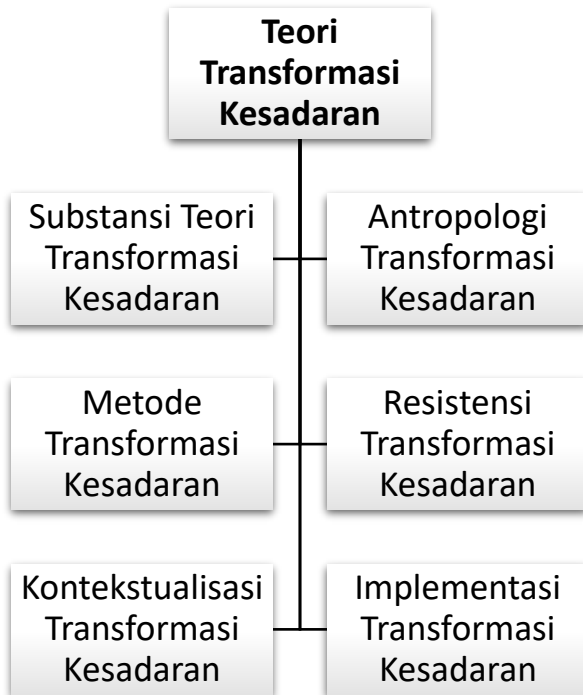 Teori
Transformasi
Kesadaran
Substansi Teori
Transformasi
Kesadaran
Antropologi
Transformasi
Kesadaran
Metode
Transformasi
Kesadaran
Resistensi
Transformasi
Kesadaran
Kontekstualisasi
Transformasi
Kesadaran
Implementasi
Transformasi
Kesadaran